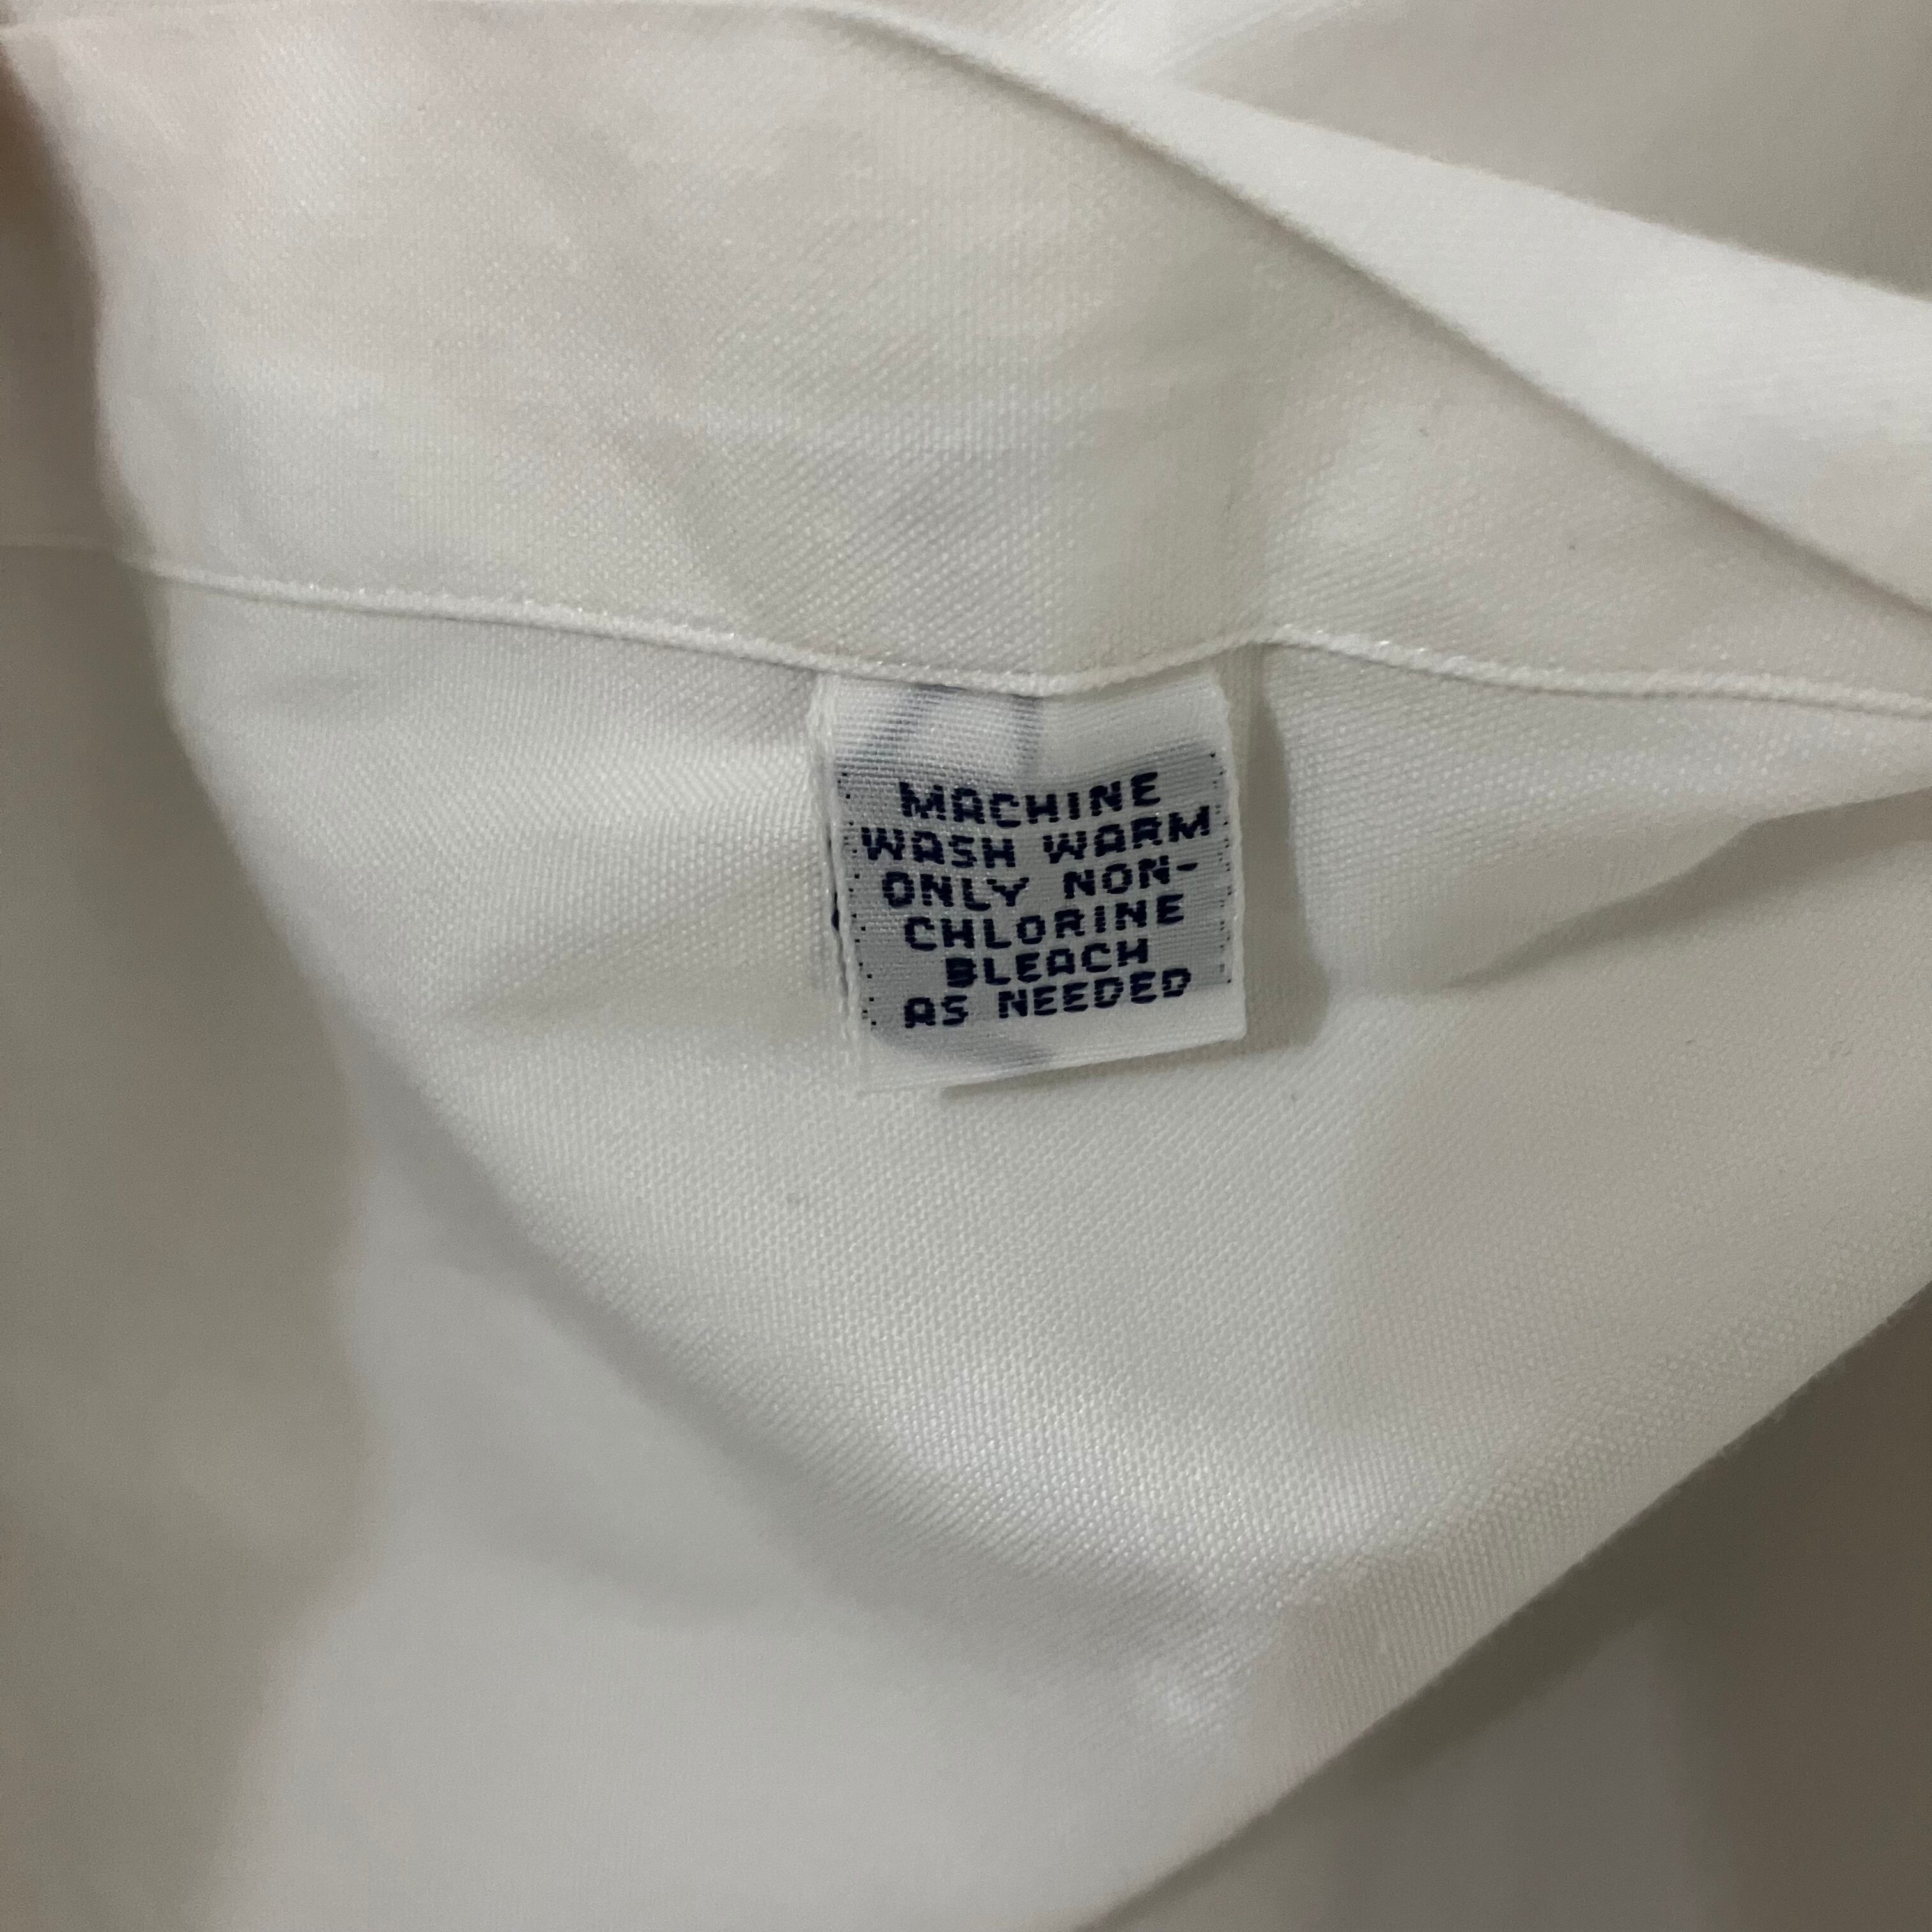 MACHINE
WASH WARM
ONLY NON-
CHLORINE
BLEACH
AS NEEDED